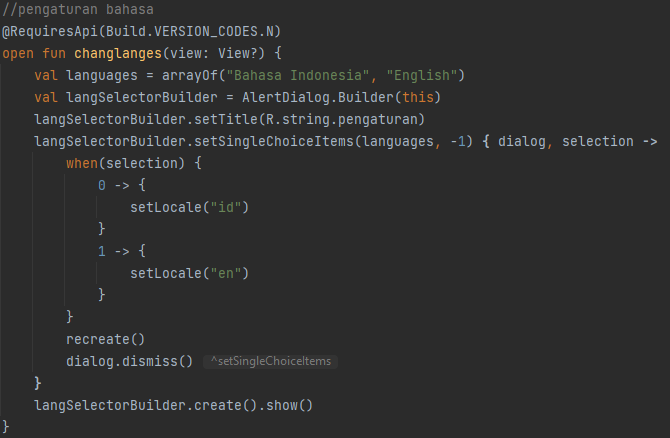 //pengaturan bahasa
@RequiresApi(Build.VERSION_CODES.N)
open fun changlanges(view: View?) {
    val languages = arrayOf("Bahasa Indonesia", "English")
    val langSelectorBuilder = AlertDialog.Builder(this)
    langSelectorBuilder.setTitle(R.string.pengaturan)
    langSelectorBuilder.setSingleChoiceItems(languages, -1) { dialog, selection ->
        when(selection) {
            0 -> {
                setLocale("id")
            }
            1 -> {
                setLocale("en")
            }
        }
        recreate()
        dialog.dismiss() ^setSingleChoiceItems
    }
    langSelectorBuilder.create().show()
}